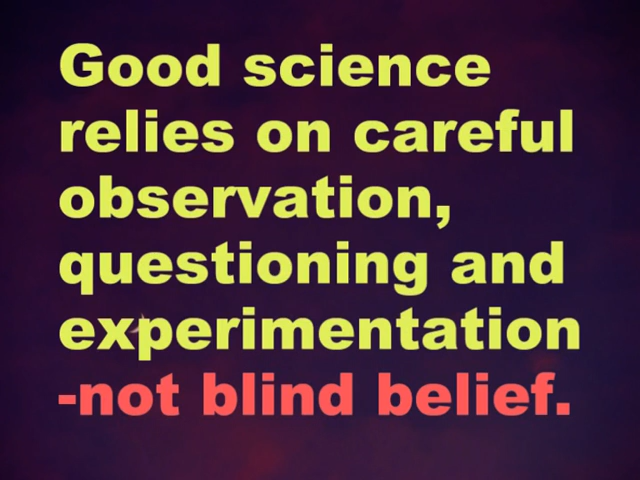 Good science
relies on careful
observation,
questioning and
experimentation
-not blind belief.